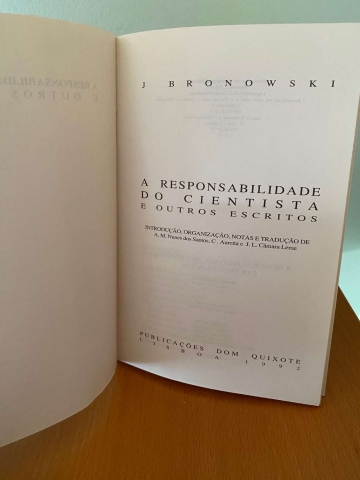 J BRONOWSKI
A RESPONSABILIDADE
DO CIENTISTA
E OUTROS ESCRITOS
INTRODUÇÃO, ORGANIZAÇÃO, NOTAS E TRADUÇÃO DE
A. M. Nunes dos Santos, C. Auretta e J. L. Câmara Leme
PUBLICAÇÕES DOM QUIXOTE
LISBOA 1992